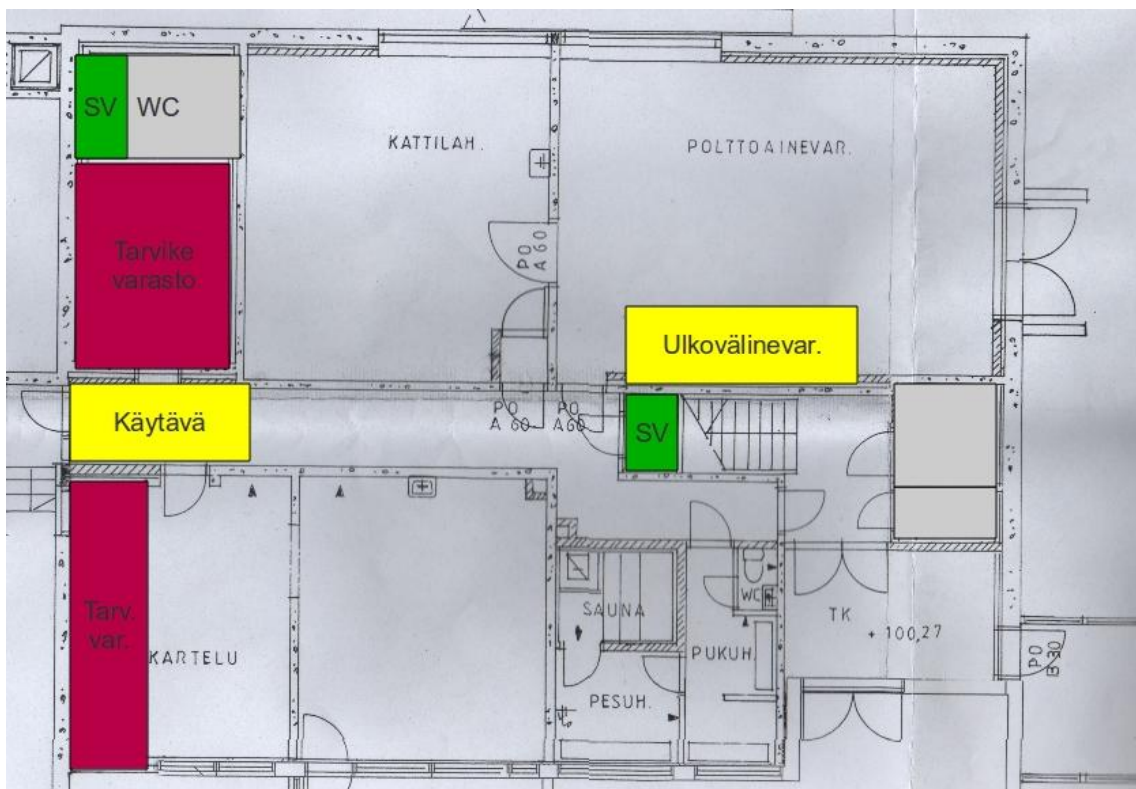 SV
WC
KATTILAH.
POLTTOAINEVAR.
Tarvike
varasto.
PO
A 60
Ulkovälinevar.
Käytävä
PO
A 60
PO
A60
SV
Tarv.
var.
KARTELU
SAUNA
WC
PUKUH.
PESUH.
TK
+ 100,27
PO
B 30